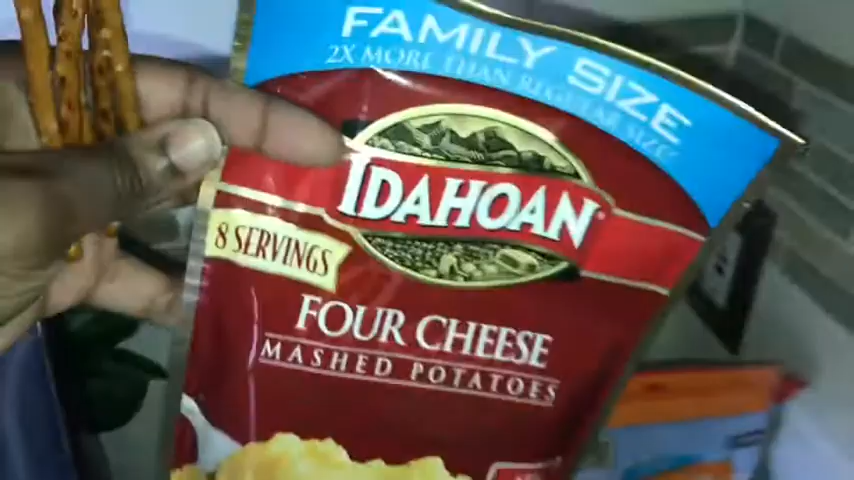 FAMILY SIZE
2X MORE THAN REGULAR SIZE
IDAHOAN®
8 SERVINGS
FOUR CHEESE
MASHED POTATOES